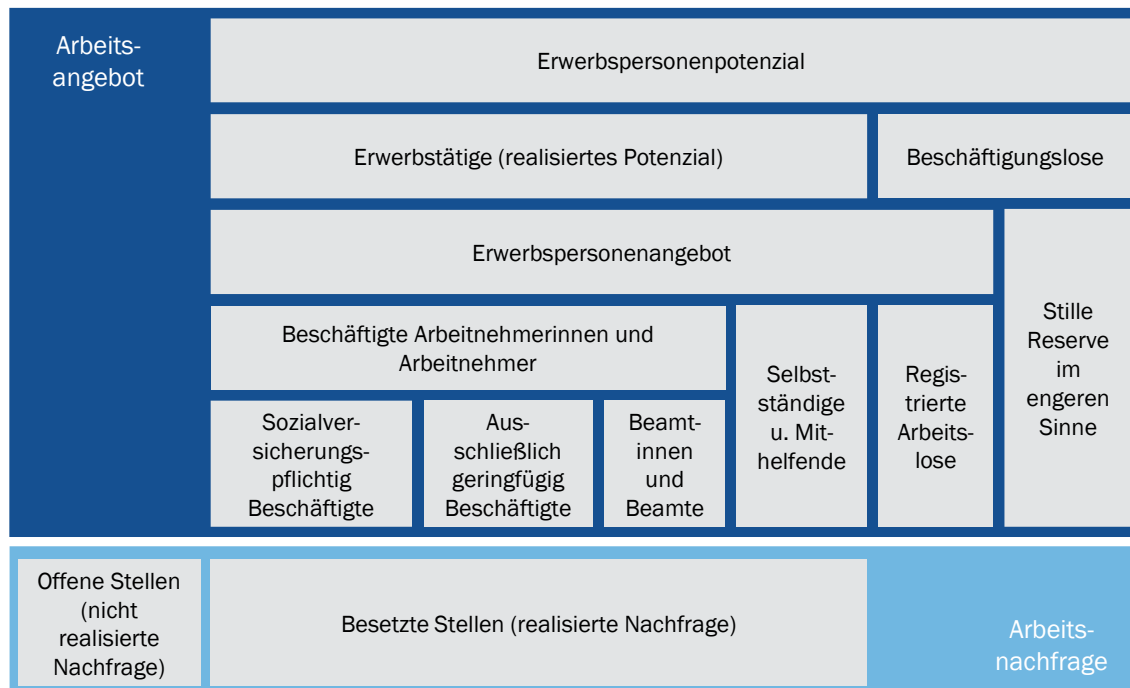 Arbeits-
angebot
Erwerbspersonenpotenzial
Erwerbstätige (realisiertes Potenzial)
Beschäftigungslose
Erwerbspersonenangebot
Stille
Reserve
im
engeren
Sinne
Beschäftigte Arbeitnehmerinnen und
Arbeitnehmer
Selbst-
ständige
u. Mit-
helfende
Regis-
trierte
Arbeits-
lose
Sozialver-
sicherungs-
pflichtig
Beschäftigte
Aus-
schließlich
geringfügig
Beschäftigte
Beamt-
innen
und
Beamte
Offene Stellen
(nicht
realisierte
Nachfrage)
Besetzte Stellen (realisierte Nachfrage)
Arbeits-
nachfrage